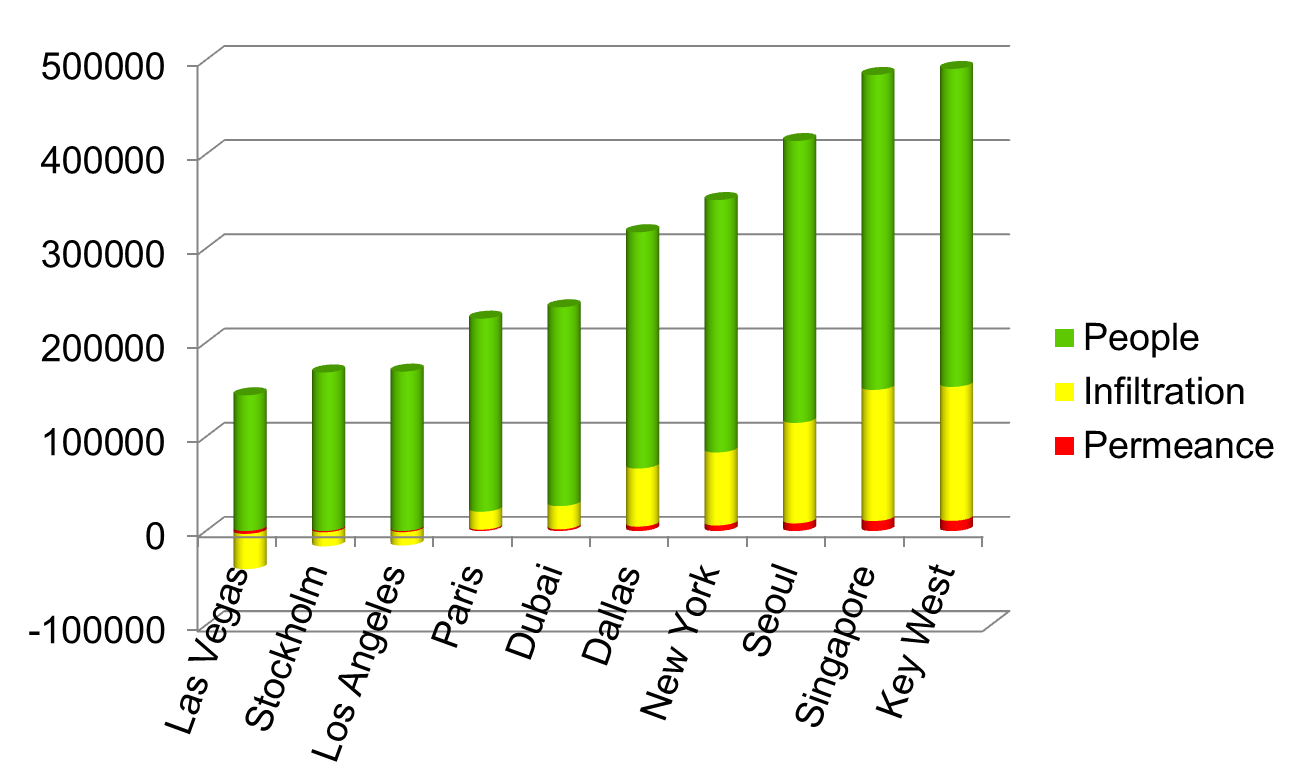 500000
400000
300000
200000
100000
0
-100000
Las Vegas
Stockholm
Los Angeles
Paris
Dubai
Dallas
New York
Seoul
Singapore
Key West
People
Infiltration
Permeance